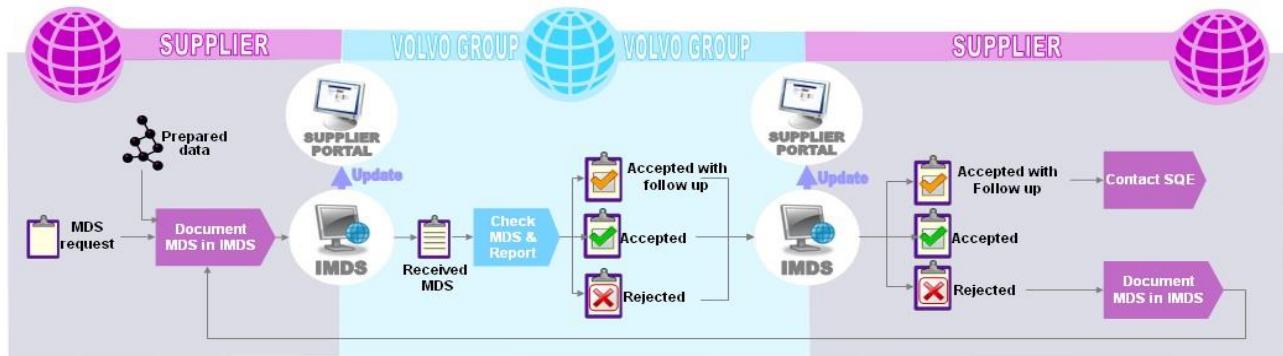 SUPPLIER
VOLVO GROUP
VOLVO GROUP
SUPPLIER
Prepared
data
MDS
request
Document
MDS in IMDS
SUPPLIER
PORTAL
Update
IMDS
Received
MDS
Check
MDS &
Report
Accepted with
follow up
Accepted
Rejected
SUPPLIER
PORTAL
Update
IMDS
Accepted with
Follow up
Accepted
Rejected
Contact SQE
Document
MDS in IMDS